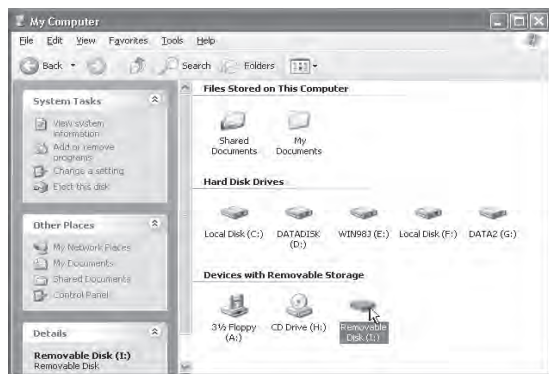 My Computer
File Edit View Favorites Tools Help
Back Search Folders
System Tasks
View system information
Add or remove programs
Change a setting
Eject this disk
Other Places
My Network Places
My Documents
Shared Documents
Control Panel
Details
Removable Disk (I:)
Removable Disk
Files Stored on This Computer
Shared Documents
My Documents
Hard Disk Drives
Local Disk (C:)
DATADISK (D:)
WIN98J (E:)
Local Disk (F:)
DATA2 (G:)
Devices with Removable Storage
3½ Floppy (A:)
CD Drive (H:)
Removable Disk (I:)